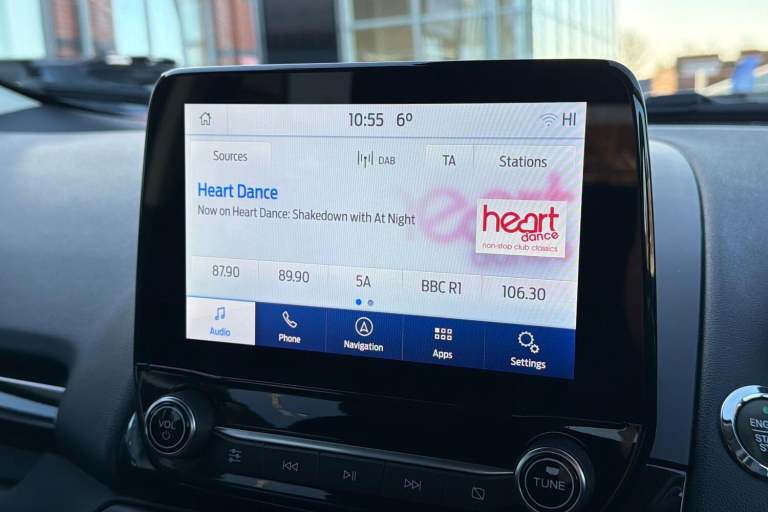 10:55 6° HI
Sources DAB TA Stations
Heart Dance
Now on Heart Dance: Shakedown with At Night
heart
dance
non-stop club classics
87.90 89.90 5A BBC R1 106.30
Audio Phone Navigation Apps Settings
VOL
TUNE
ENG
STA